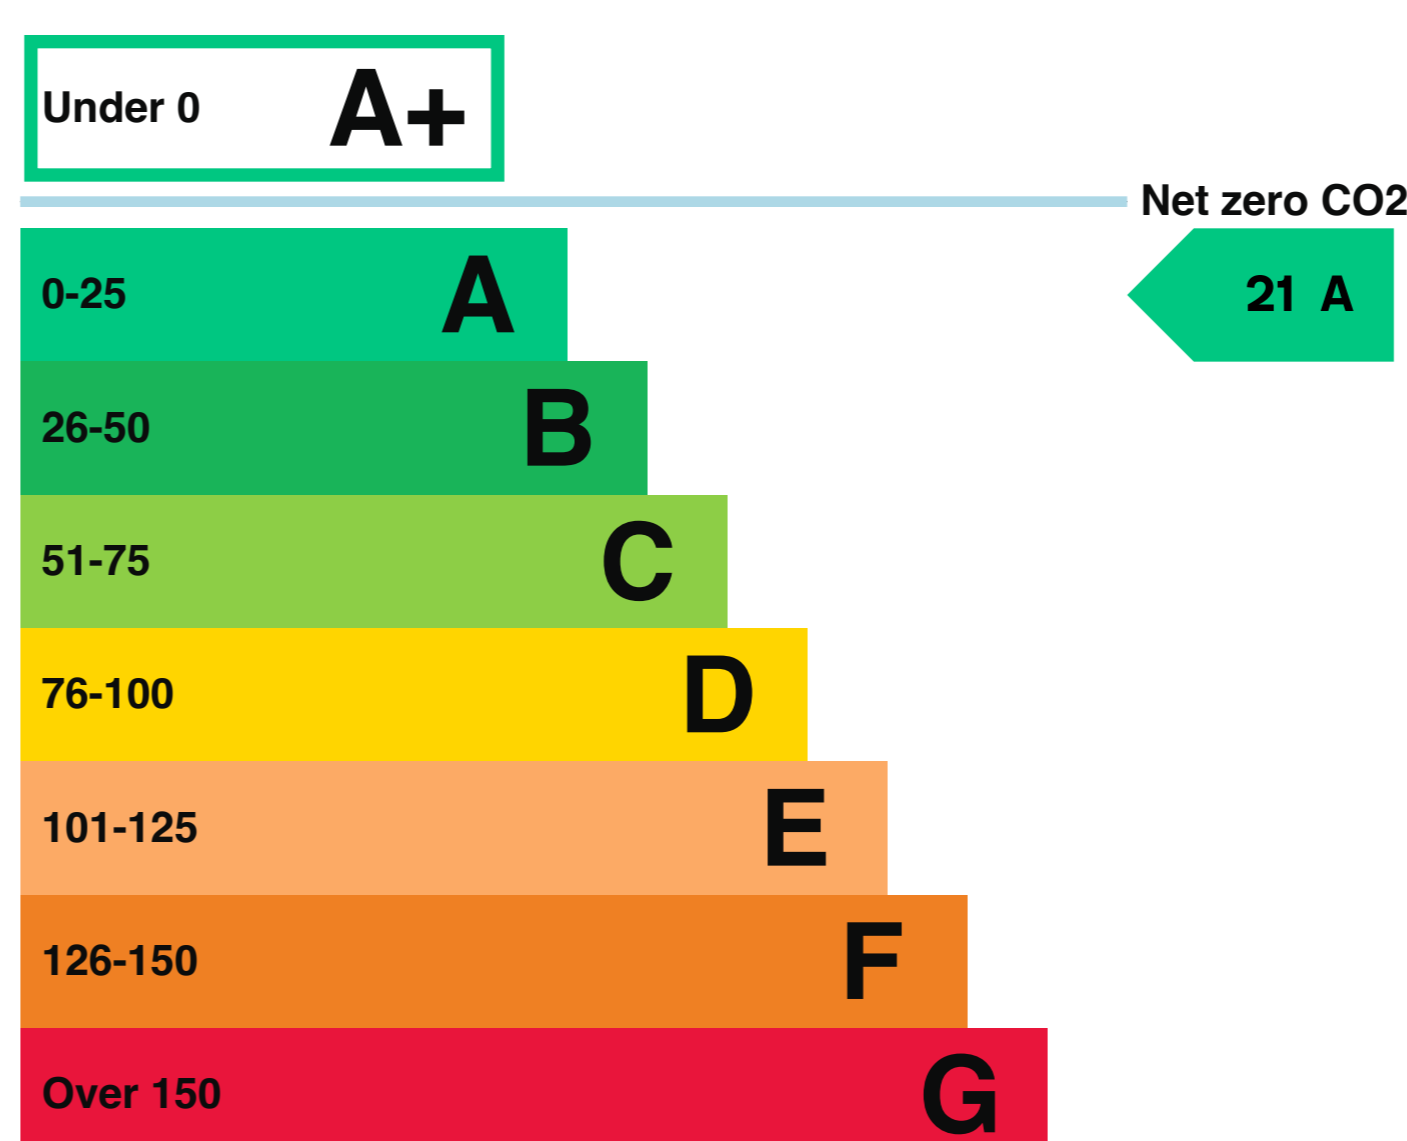 Under 0 A+
Net zero CO2
0-25 A 21 A
26-50 B
51-75 C
76-100 D
101-125 E
126-150 F
Over 150 G